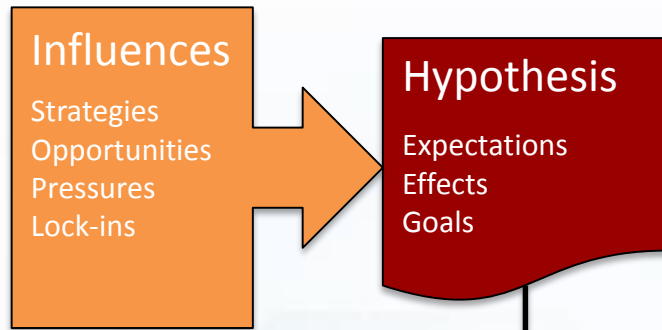 Influences
Strategies
Opportunities
Pressures
Lock-ins
Hypothesis
Expectations
Effects
Goals